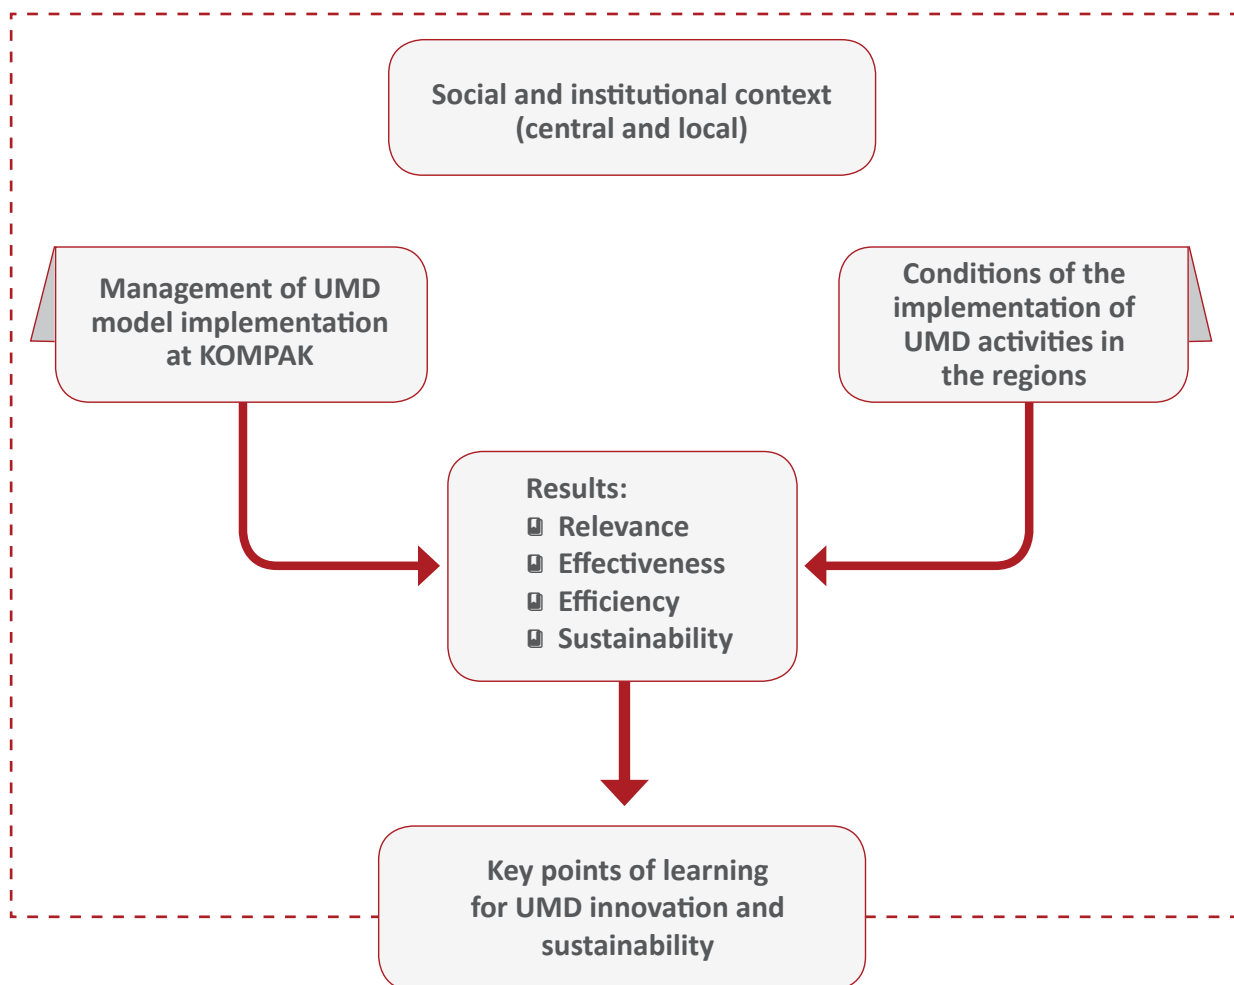 Social and institutional context
(central and local)
Management of UMD
model implementation
at KOMPAK
Conditions of the
implementation of
UMD activities in
the regions
Results:
Relevance
Effectiveness
Efficiency
Sustainability
Key points of learning
for UMD innovation and
sustainability